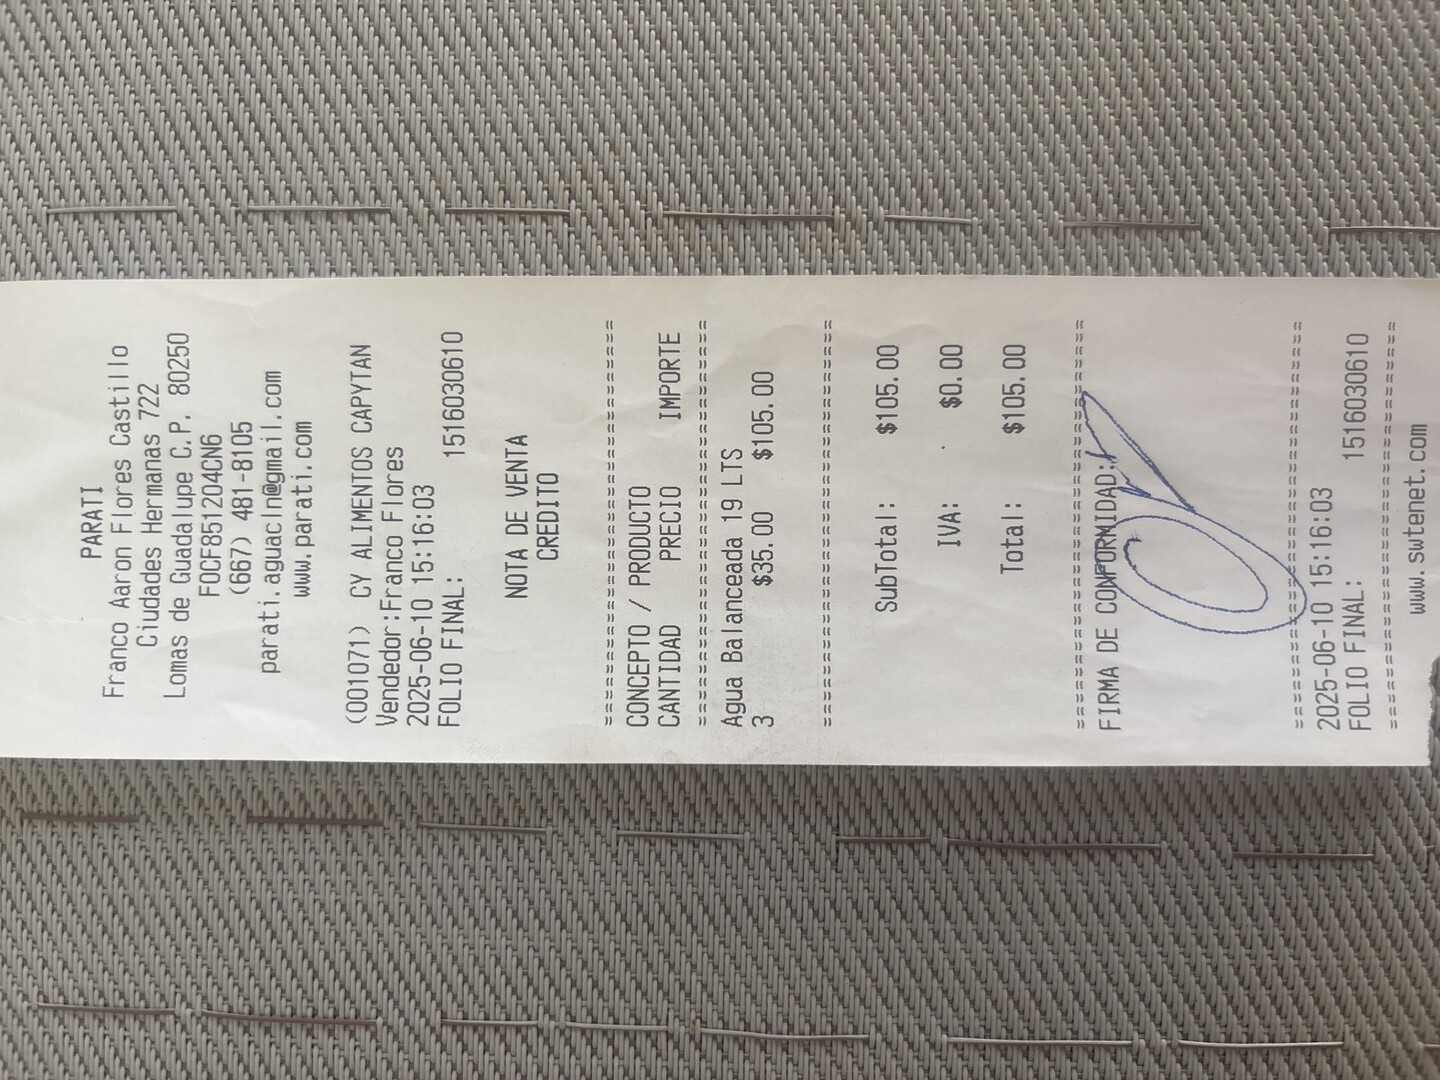 PARATI
Franco Aaron Flores Castillo
Ciudades Hermanas 722
Lomas de Guadalupe C.P. 80250
FOCF851204CN6
(667) 481-8105
parati.aguacln@gmail.com
www.parati.com
(001071) CY ALIMENTOS CAPYTAN
Vendedor:Franco Flores
2025-06-10 15:16:03
FOLIO FINAL: 1516030610
NOTA DE VENTA
CREDITO
==============================
CONCEPTO / PRODUCTO
CANTIDAD PRECIO IMPORTE
==============================
Agua Balanceada 19 LTS
3 $35.00 $105.00
==============================
SubTotal: $105.00
IVA: $0.00
Total: $105.00
==============================
FIRMA DE CONFORMIDAD:
==============================
2025-06-10 15:16:03
FOLIO FINAL: 1516030610
==============================
www.swtenet.com